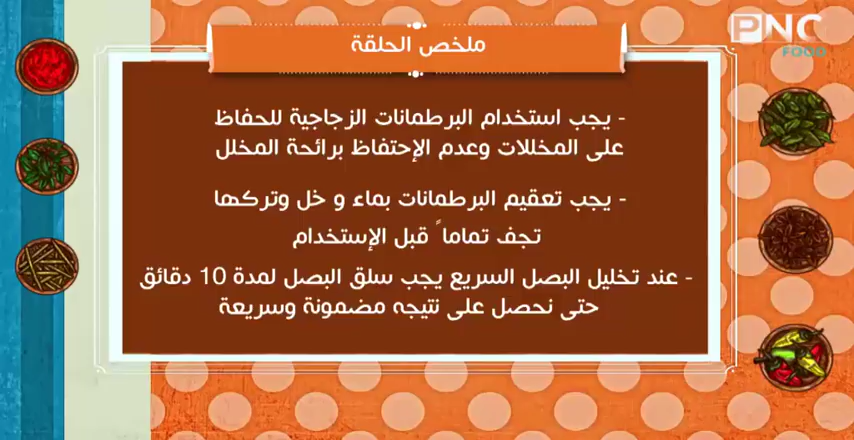 PNC
FOOD
ملخص الحلقة
- يجب استخدام البرطمانات الزجاجية للحفاظ
على المخللات وعدم الإحتفاظ برائحة المخلل
- يجب تعقيم البرطمانات بماء و خل وتركها
تجف تماماً قبل الإستخدام
- عند تخليل البصل السريع يجب سلق البصل لمدة 10 دقائق
حتى نحصل على نتيجه مضمونة وسريعة